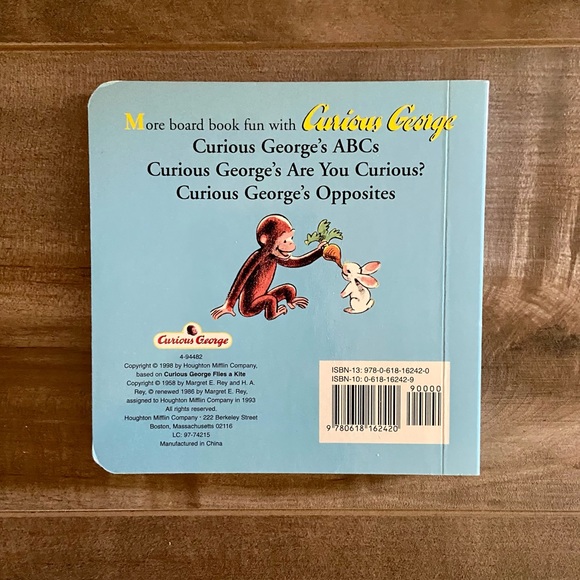 More board book fun with Curious George
Curious George's ABCs
Curious George's Are You Curious?
Curious George's Opposites
Curious George
4-94482
Copyright © 1998 by Houghton Mifflin Company,
based on Curious George Flies a Kite
Copyright © 1958 by Margret E. Rey and H. A.
Rey, © renewed 1986 by Margret E. Rey,
assigned to Houghton Mifflin Company in 1993
All rights reserved.
Houghton Mifflin Company · 222 Berkeley Street
Boston, Massachusetts 02116
LC: 97-74215
Manufactured in China
ISBN-13: 978-0-618-16242-0
ISBN-10: 0-618-16242-9
90000
9 780618 162420